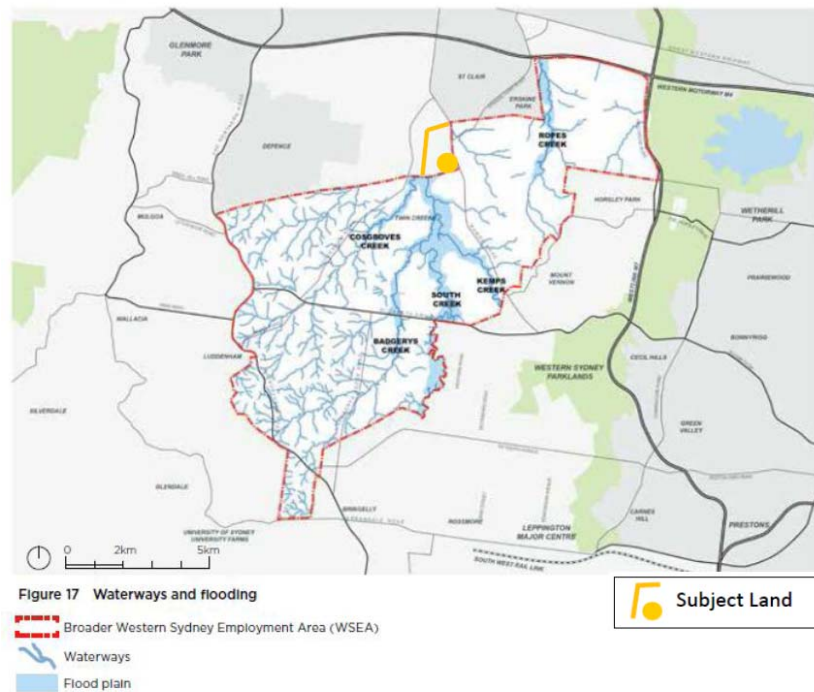 GLENMORE
PARK
ST CLAIR
GREAT WESTERN HIGHWAY
WESTERN MOTORWAY M4
ERSKINE
PARK
ROPES
CREEK
DEFENCE
HORSLEY PARK
WETHERILL
PARK
MULGOA
TWIN CREEKS
COSGROVES
CREEK
KEMPS
CREEK
MOUNT
VERNON
PRAIRIEWOOD
SOUTH
CREEK
WALLACIA
BADGERYS
CREEK
BONNYRIGG
CECIL HILLS
LUDDENHAM
WESTERN SYDNEY
PARKLANDS
SILVERDALE
GREEN
VALLEY
GLENDALE
CARNES
HILL
BRINGELLY
ROSSMORE
LEPPINGTON
MAJOR CENTRE
PRESTONS
UNIVERSITY OF SYDNEY
UNIVERSITY FARMS
SOUTH WEST RAIL LINK
0 2km 5km
Figure 17 Waterways and flooding
Subject Land
Broader Western Sydney Employment Area (WSEA)
Waterways
Flood plain